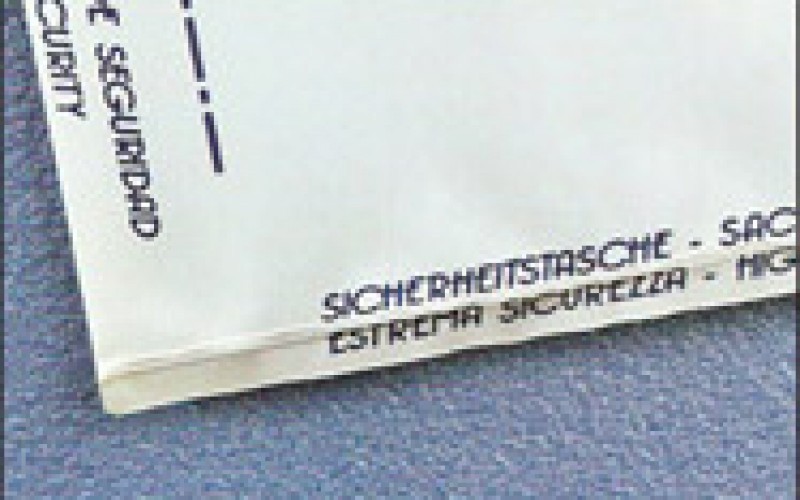 CURITY
E SEGURIDAD
SICHERHEITSTASCHE - SAC
ESTREMA SICUREZZA - HIG